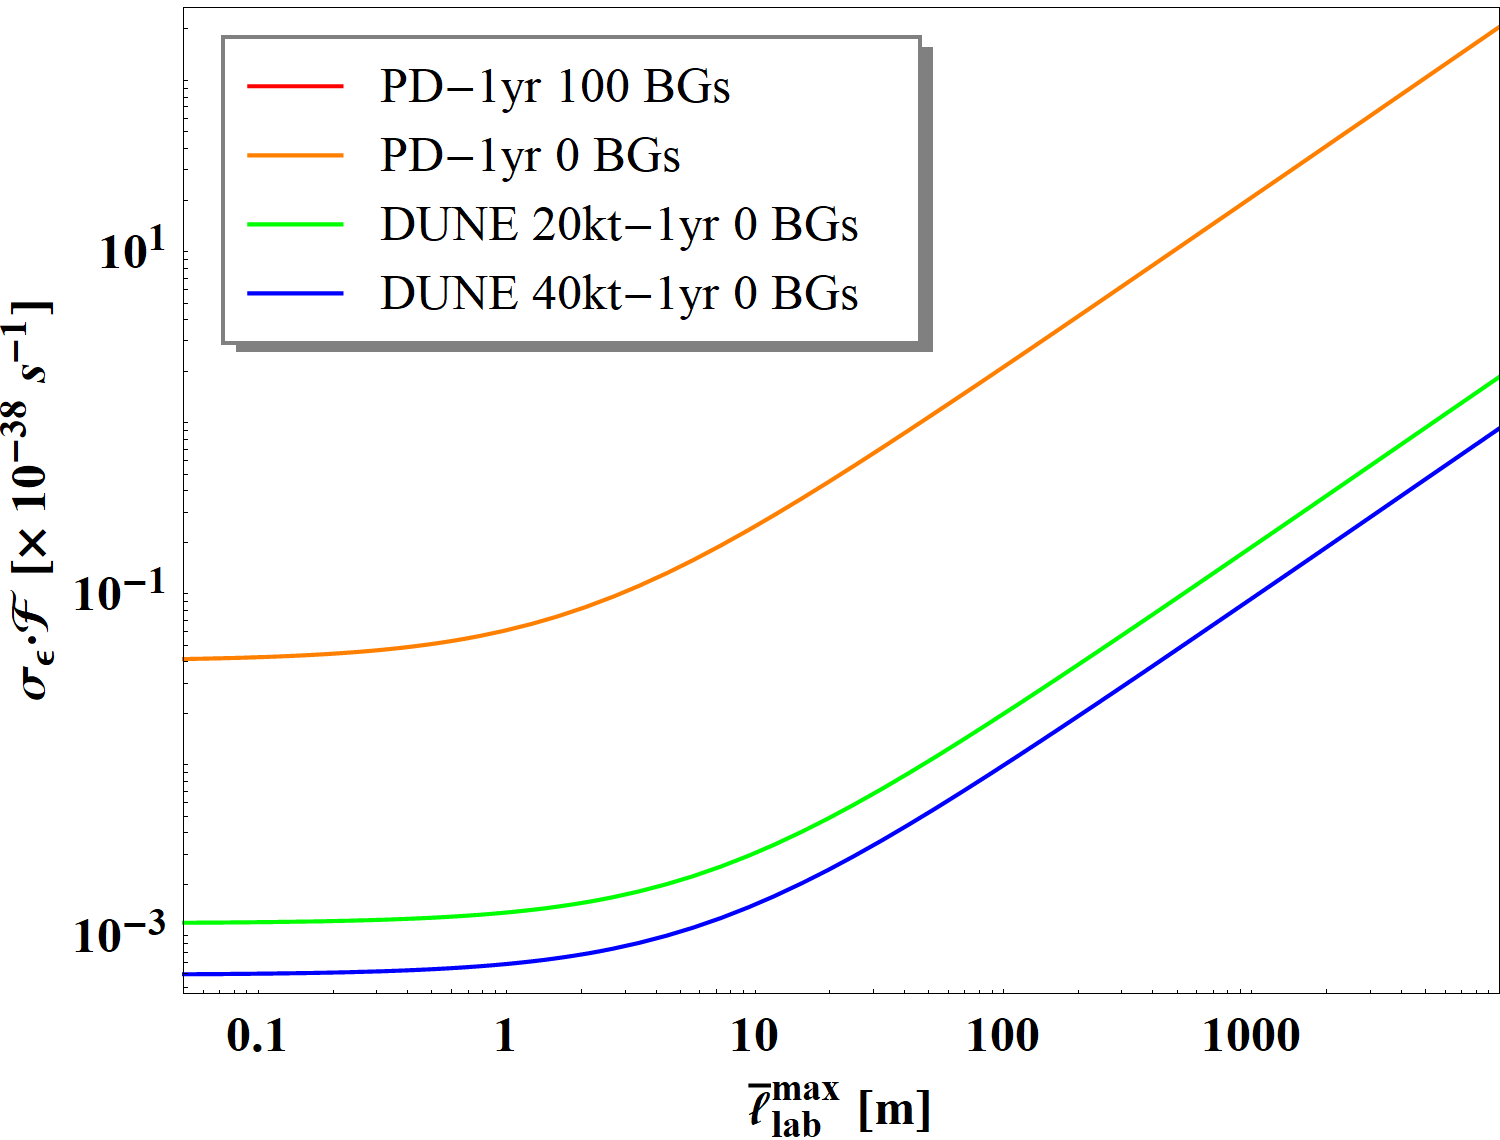 PD−1yr 100 BGs
PD−1yr 0 BGs
DUNE 20kt−1yr 0 BGs
DUNE 40kt−1yr 0 BGs
10¹
10⁻¹
10⁻³
σ_ϵ·ℱ [× 10⁻³⁸ s⁻¹]
0.1 1 10 100 1000
ℓ̅_lab^max [m]